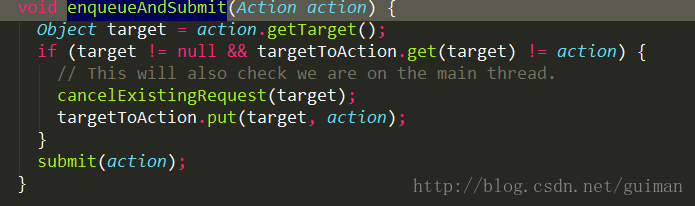 void enqueueAndSubmit(Action action) {
  Object target = action.getTarget();
  if (target != null && targetToAction.get(target) != action) {
    // This will also check we are on the main thread.
    cancelExistingRequest(target);
    targetToAction.put(target, action);
  }
  submit(action);
}
http://blog.csdn.net/guiman